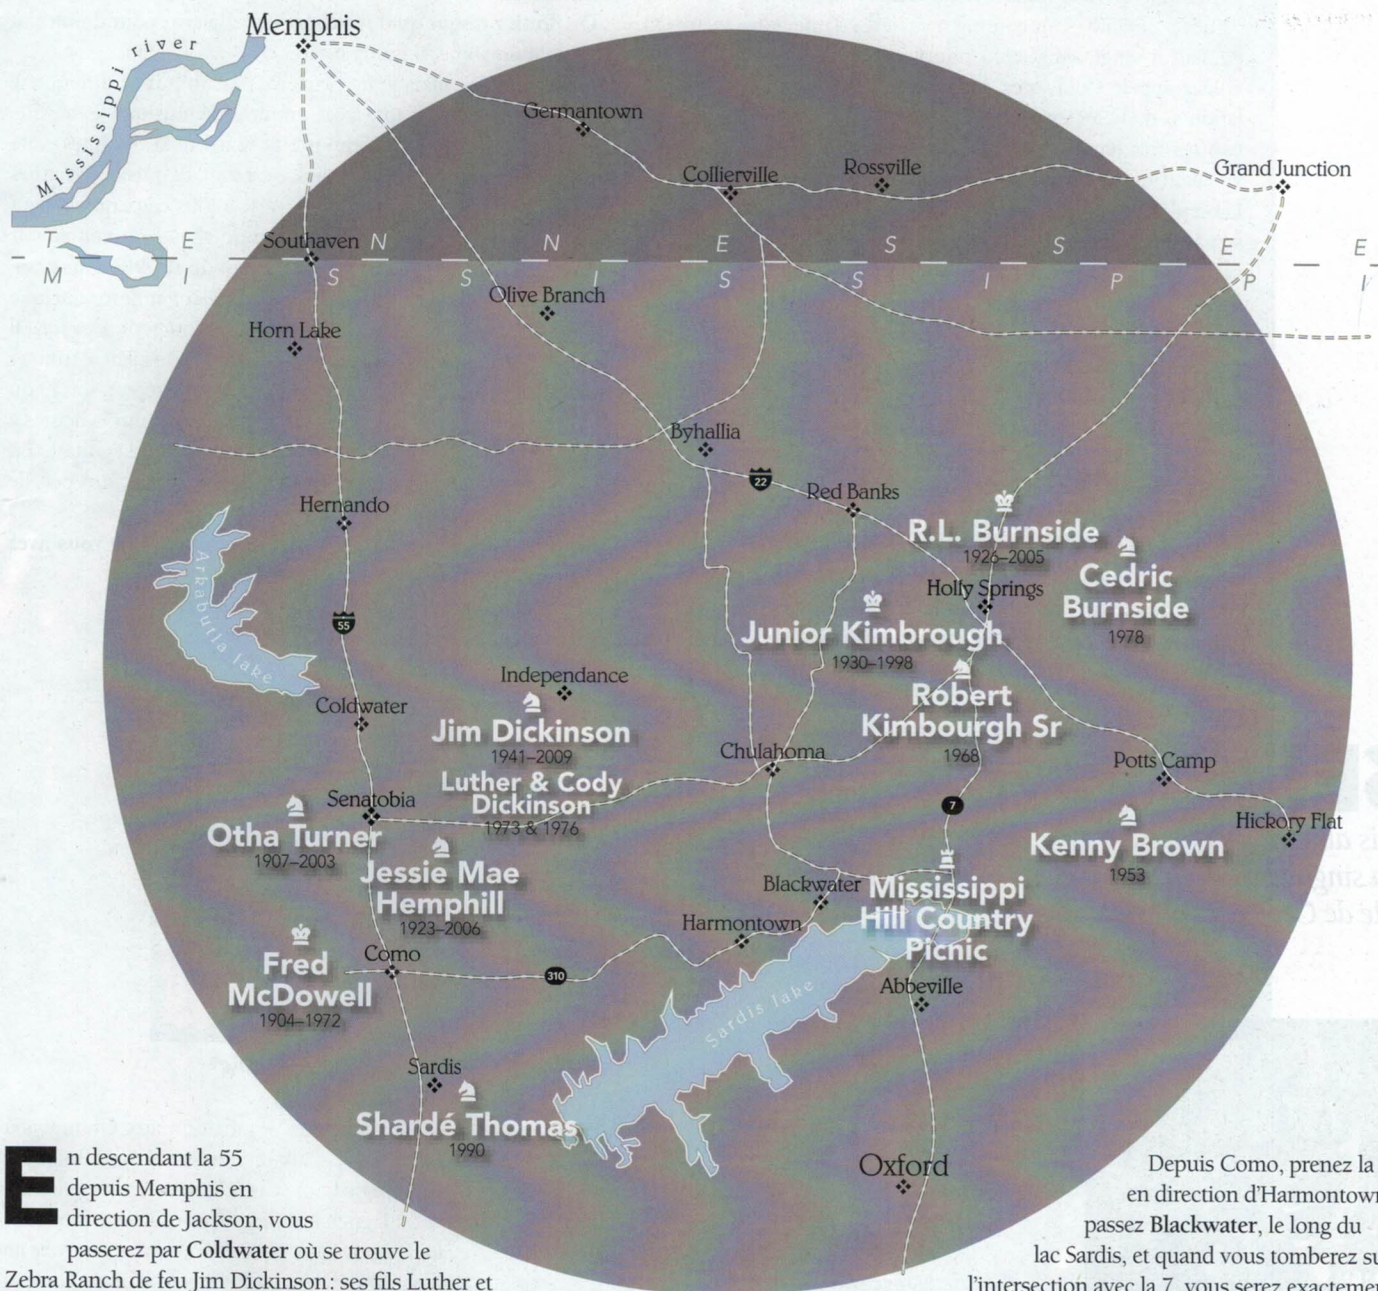 Memphis
Mississippi river
Germantown
Collierville
Rossville
Grand Junction
Southaven
T E N N E S S E E
M I S S I S S I P P I
Olive Branch
Horn Lake
Byhallia
22
Hernando
Red Banks
R.L. Burnside
1926–2005
Cedric
Burnside
1978
Holly Springs
Arkabutla lake
55
Junior Kimbrough
1930–1998
Independance
Robert
Kimbourgh Sr
1968
Coldwater
Jim Dickinson
1941–2009
Luther & Cody
Dickinson
1973 & 1976
Chulahoma
Potts Camp
Senatobia
7
Hickory Flat
Otha Turner
1907–2003
Kenny Brown
1953
Jessie Mae
Hemphill
1923–2006
Blackwater
Mississippi
Hill Country
Picnic
Harmontown
Fred
McDowell
1904–1972
Como
310
Abbeville
Sardis lake
Sardis
Shardé Thomas
1990
Oxford
En descendant la 55
depuis Memphis en
direction de Jackson, vous
passerez par Coldwater où se trouve le
Zebra Ranch de feu Jim Dickinson : ses fils Luther et
Depuis Como, prenez la
en direction d'Harmontown
passez Blackwater, le long du
lac Sardis, et quand vous tomberez su
l'intersection avec la 7, vous serez exactemen